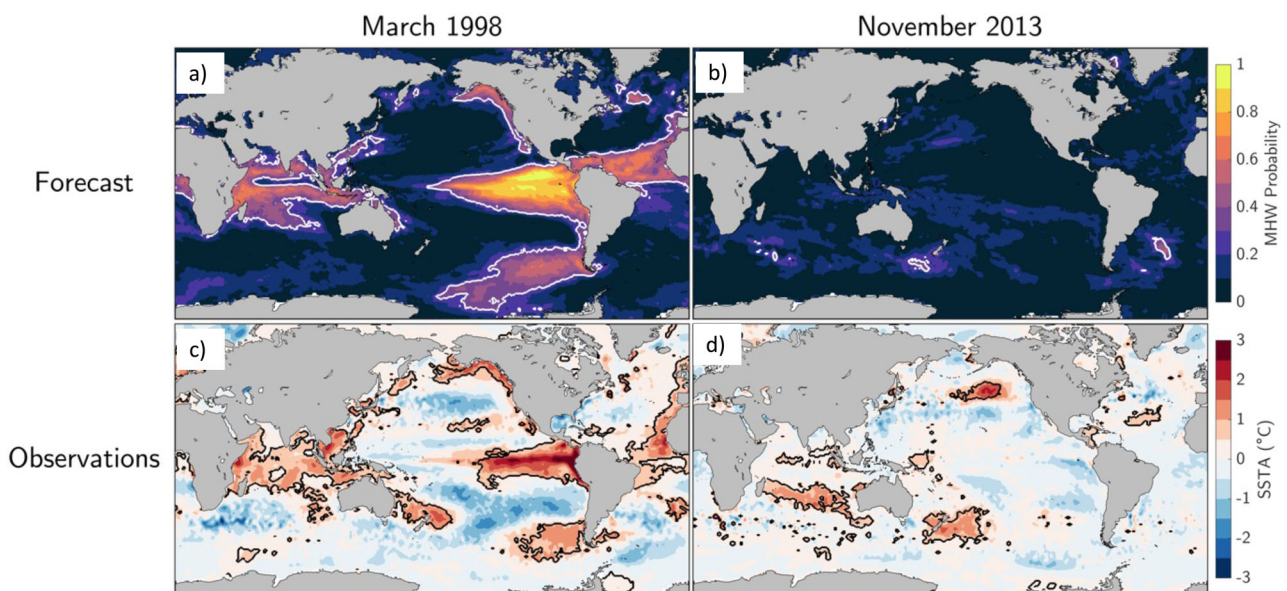 March 1998
November 2013
a)
b)
Forecast
1
0.8
0.6
0.4
0.2
0
MHW Probability
c)
d)
Observations
3
2
1
0
-1
-2
-3
SSTA (°C)